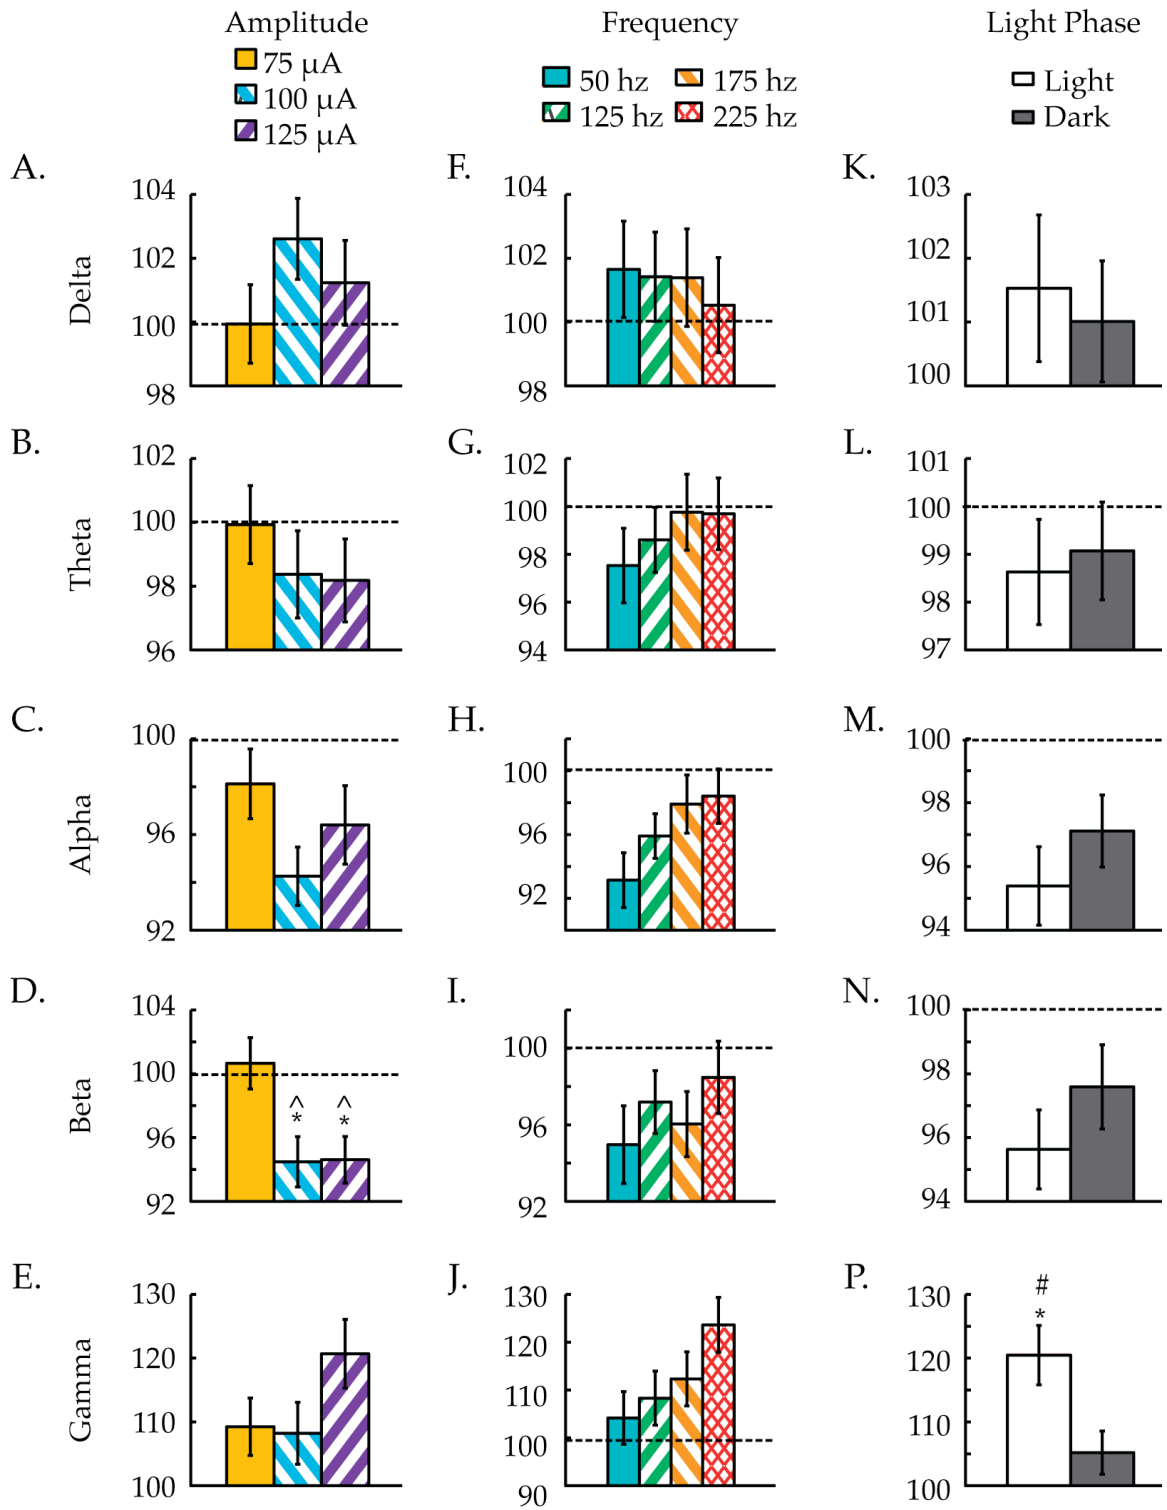 Amplitude
75 µA
100 µA
125 µA
Frequency
50 hz
175 hz
125 hz
225 hz
Light Phase
Light
Dark
A.
Delta
104
102
100
98
F.
104
102
100
98
K.
103
102
101
100
B.
Theta
102
100
98
96
G.
102
100
98
96
94
L.
101
100
99
98
97
C.
Alpha
100
96
92
H.
100
96
92
M.
100
98
96
94
D.
Beta
104
100
96
92
^
*
^
*
I.
100
96
92
N.
100
98
96
94
E.
Gamma
130
120
110
100
J.
130
120
110
100
90
P.
130
120
110
100
#
*